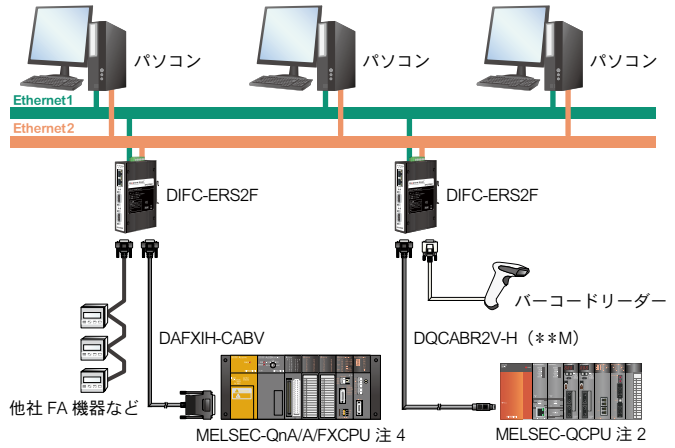 パソコン
パソコン
パソコン
Ethernet1
Ethernet2
DIFC-ERS2F
DIFC-ERS2F
バーコードリーダー
DAFXIH-CABV
DQCABR2V-H（＊＊M）
他社 FA 機器など
MELSEC-QnA/A/FXCPU 注 4
MELSEC-QCPU 注 2